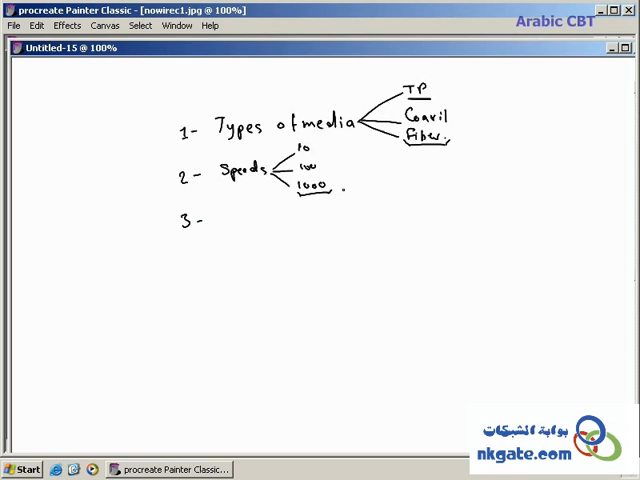 procreate Painter Classic - [nowirec1.jpg @ 100%]
Arabic CBT
File Edit Effects Canvas Select Window Help
Untitled-15 @ 100%
TP
1- Types of media Coaxil
Fiber.
10
2- Speeds 100
1000
3-
بوابة الشبكات
nkgate.com
Start procreate Painter Classic...